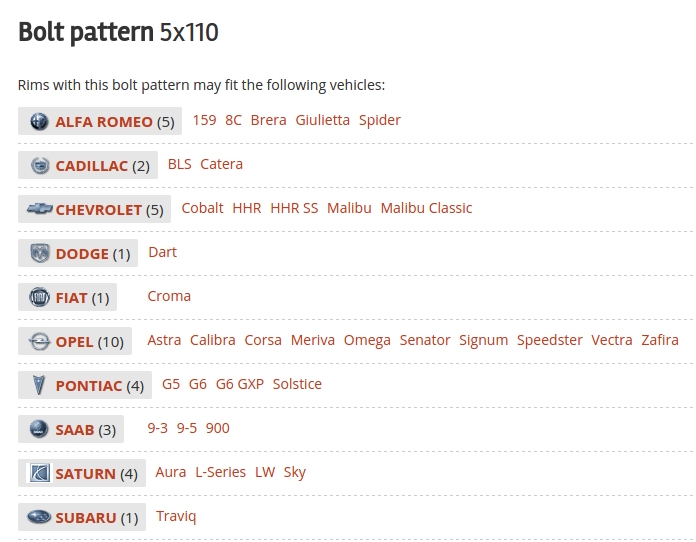 Bolt pattern 5x110
Rims with this bolt pattern may fit the following vehicles:
ALFA ROMEO (5) 159 8C Brera Giulietta Spider
CADILLAC (2) BLS Catera
CHEVROLET (5) Cobalt HHR HHR SS Malibu Malibu Classic
DODGE (1) Dart
FIAT (1) Croma
OPEL (10) Astra Calibra Corsa Meriva Omega Senator Signum Speedster Vectra Zafira
PONTIAC (4) G5 G6 G6 GXP Solstice
SAAB (3) 9-3 9-5 900
SATURN (4) Aura L-Series LW Sky
SUBARU (1) Traviq